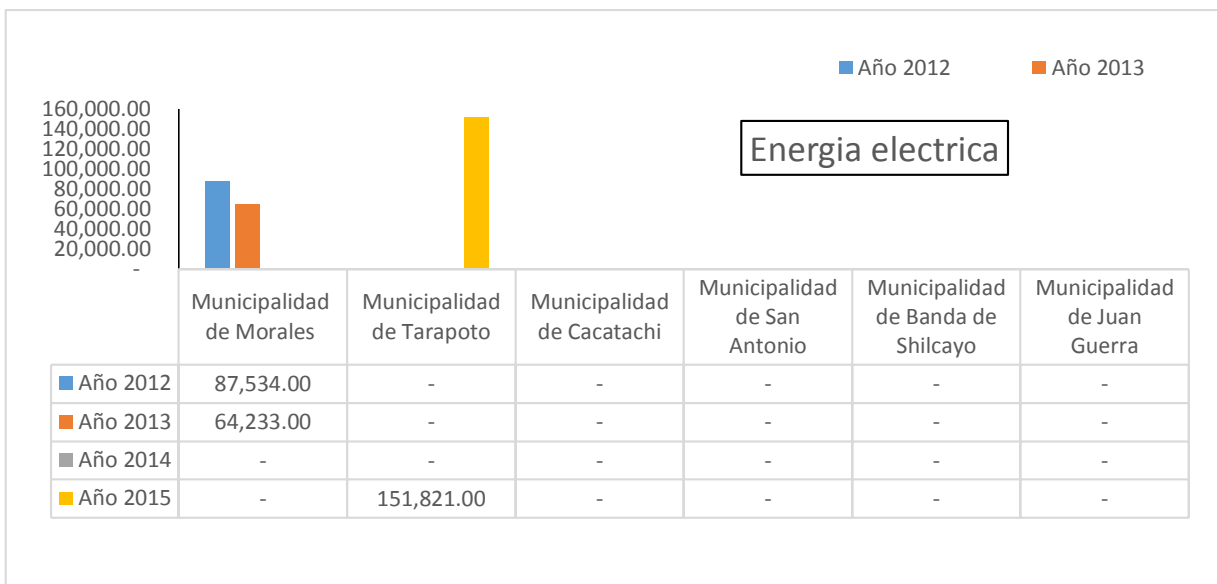 Año 2012 Año 2013
160,000.00
140,000.00
120,000.00
100,000.00
80,000.00
60,000.00
40,000.00
20,000.00
-
Energia electrica
Municipalidad de Morales
Municipalidad de Tarapoto
Municipalidad de Cacatachi
Municipalidad de San Antonio
Municipalidad de Banda de Shilcayo
Municipalidad de Juan Guerra
Año 2012 87,534.00 - - - - -
Año 2013 64,233.00 - - - - -
Año 2014 - - - - - -
Año 2015 - 151,821.00 - - - -